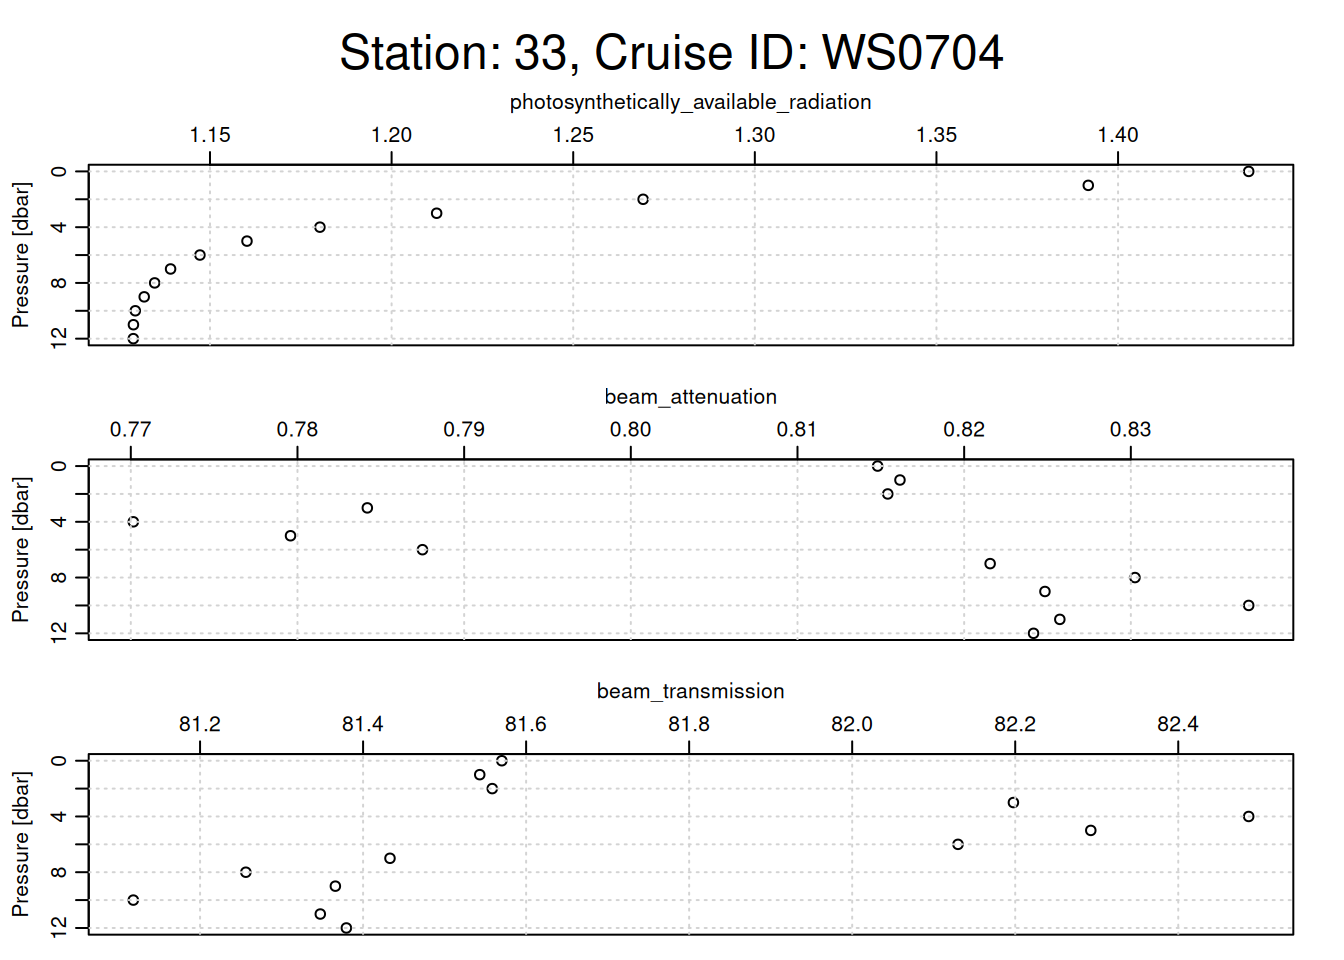 Station: 33, Cruise ID: WS0704
photosynthetically_available_radiation
1.15 1.20 1.25 1.30 1.35 1.40
Pressure [dbar]
0
4
8
12
beam_attenuation
0.77 0.78 0.79 0.80 0.81 0.82 0.83
Pressure [dbar]
0
4
8
12
beam_transmission
81.2 81.4 81.6 81.8 82.0 82.2 82.4
Pressure [dbar]
0
4
8
12